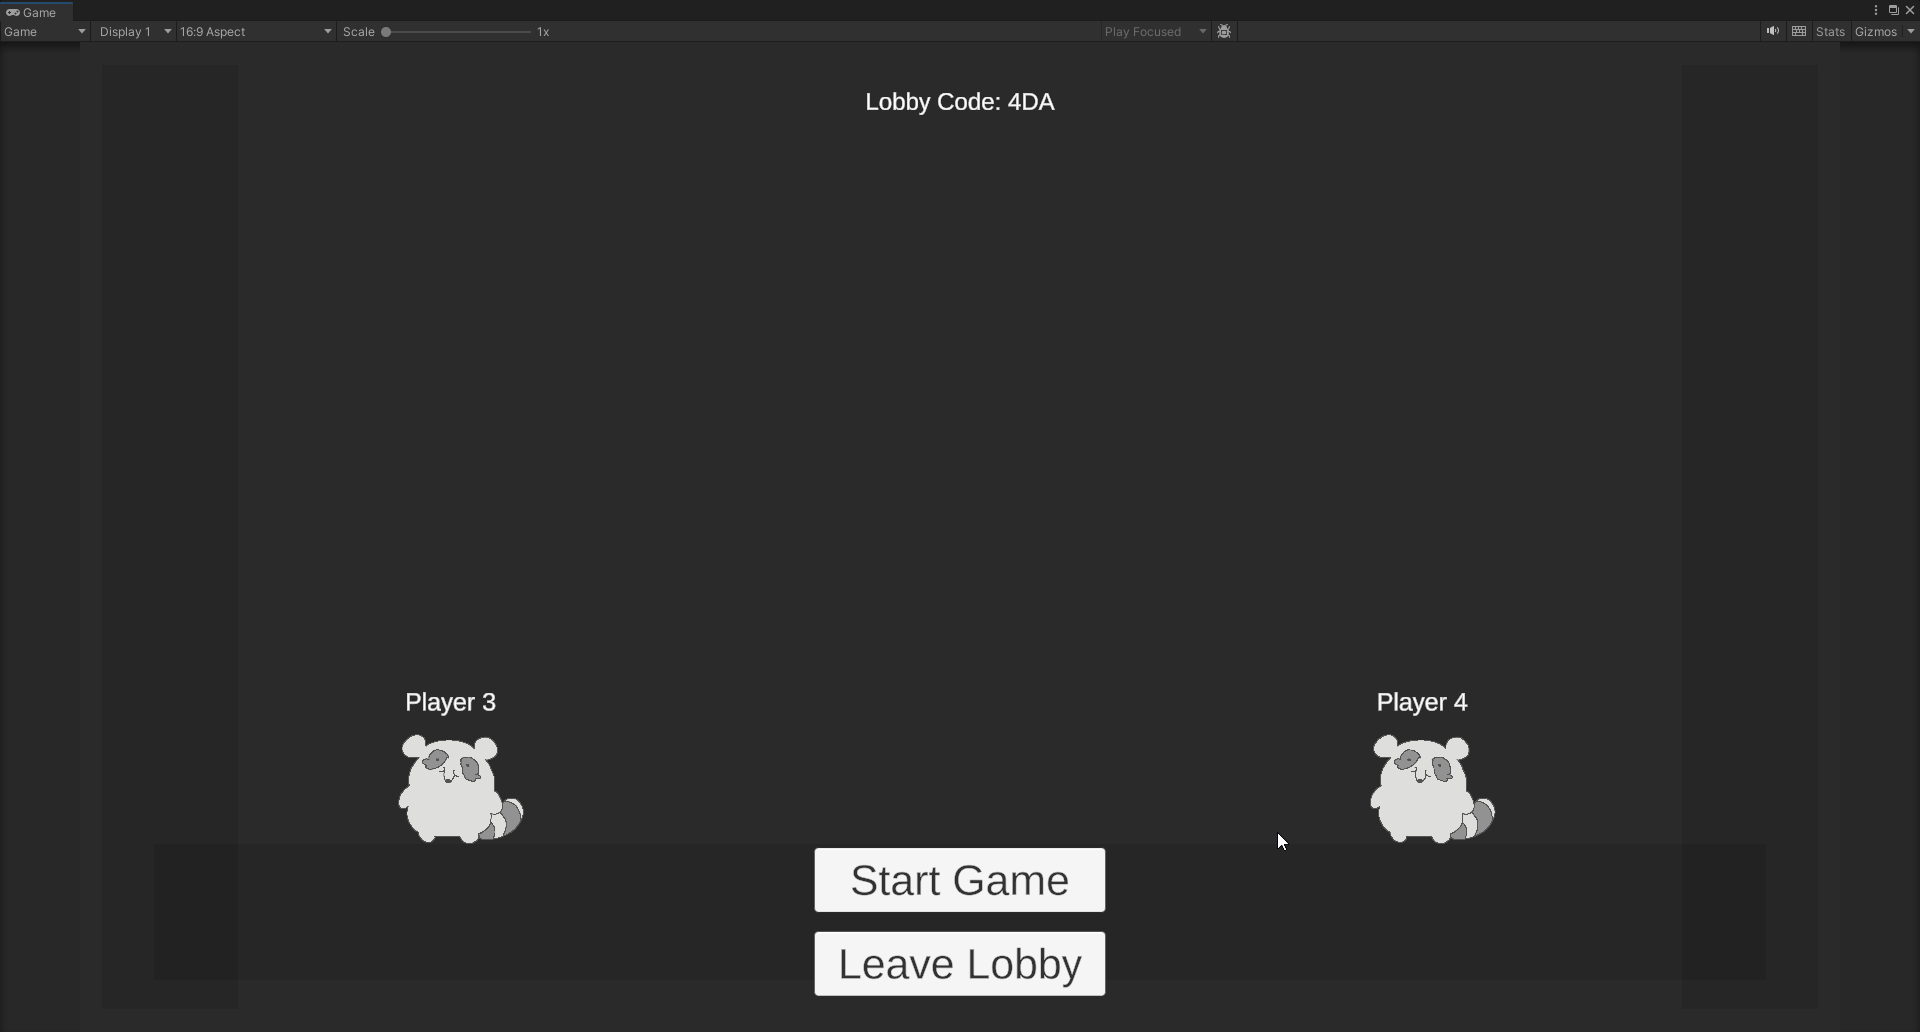 Game
Game Display 1 16:9 Aspect Scale 1x Play Focused Stats Gizmos
Lobby Code: 4DA
Player 3 Player 4
Start Game
Leave Lobby